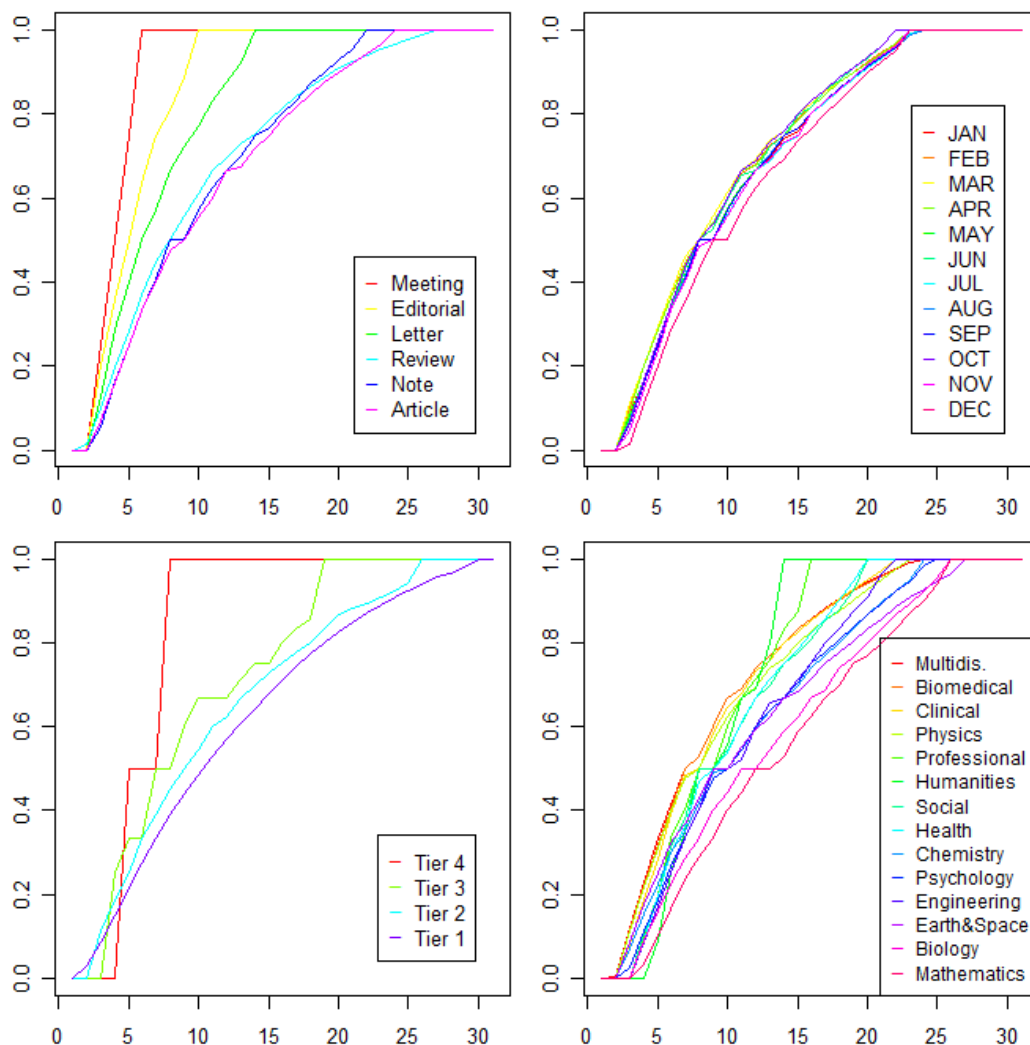 0.0 0.2 0.4 0.6 0.8 1.0
Meeting
Editorial
Letter
Review
Note
Article
0 5 10 15 20 25 30
0.0 0.2 0.4 0.6 0.8 1.0
JAN
FEB
MAR
APR
MAY
JUN
JUL
AUG
SEP
OCT
NOV
DEC
0 5 10 15 20 25 30
0.0 0.2 0.4 0.6 0.8 1.0
Tier 4
Tier 3
Tier 2
Tier 1
0 5 10 15 20 25 30
0.0 0.2 0.4 0.6 0.8 1.0
Multidis.
Biomedical
Clinical
Physics
Professional
Humanities
Social
Health
Chemistry
Psychology
Engineering
Earth&Space
Biology
Mathematics
0 5 10 15 20 25 30